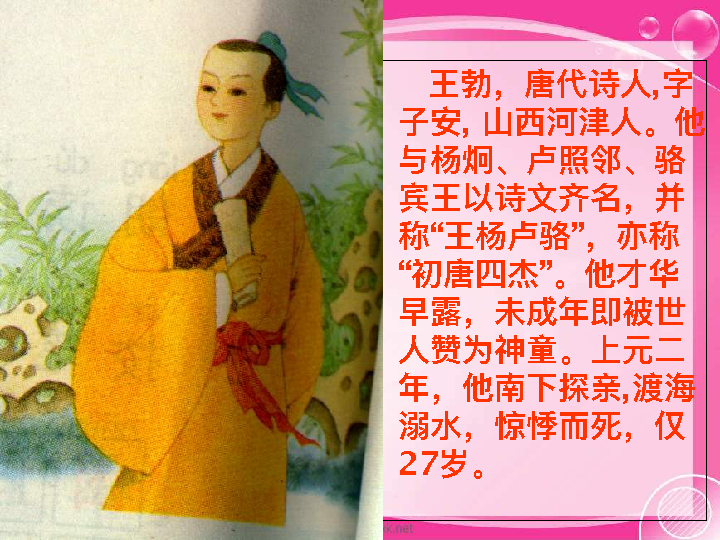 王勃，唐代诗人,字
子安, 山西河津人。他
与杨炯、卢照邻、骆
宾王以诗文齐名，并
称“王杨卢骆”，亦称
“初唐四杰”。他才华
早露，未成年即被世
人赞为神童。上元二
年，他南下探亲,渡海
溺水，惊悸而死，仅
27岁。